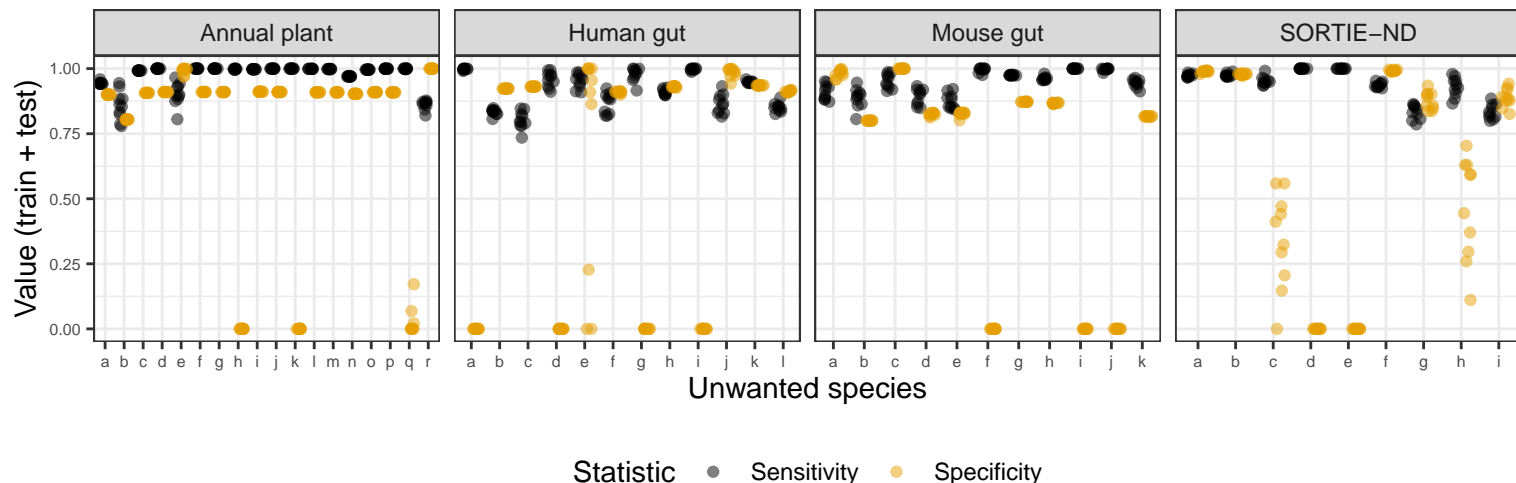 Annual plant Human gut Mouse gut SORTIE−ND
Value (train + test)
1.00
0.75
0.50
0.25
0.00
a b c d e f g h i j k l m n o p q r a b c d e f g h i j k l a b c d e f g h i j k a b c d e f g h i
Unwanted species
Statistic Sensitivity Specificity